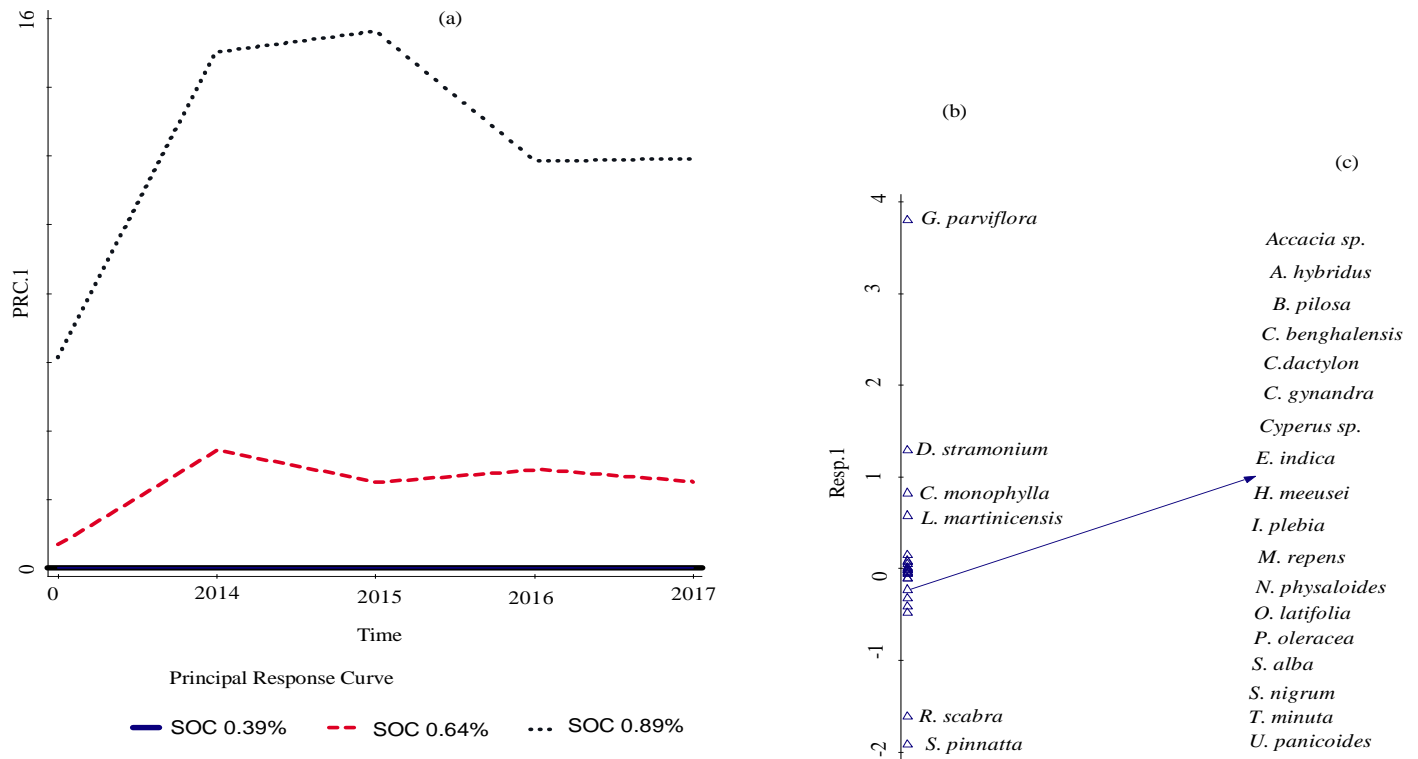 (a)
16
PRC.1
0
0
2014
2015
2016
2017
Time
Principal Response Curve
SOC 0.39%
SOC 0.64%
SOC 0.89%
(b)
4
3
2
1
0
-1
-2
Resp.1
G. parviflora
D. stramonium
C. monophylla
L. martinicensis
R. scabra
S. pinnatta
(c)
Accacia sp.
A. hybridus
B. pilosa
C. benghalensis
C.dactylon
C. gynandra
Cyperus sp.
E. indica
H. meeusei
I. plebia
M. repens
N. physaloides
O. latifolia
P. oleracea
S. alba
S. nigrum
T. minuta
U. panicoides